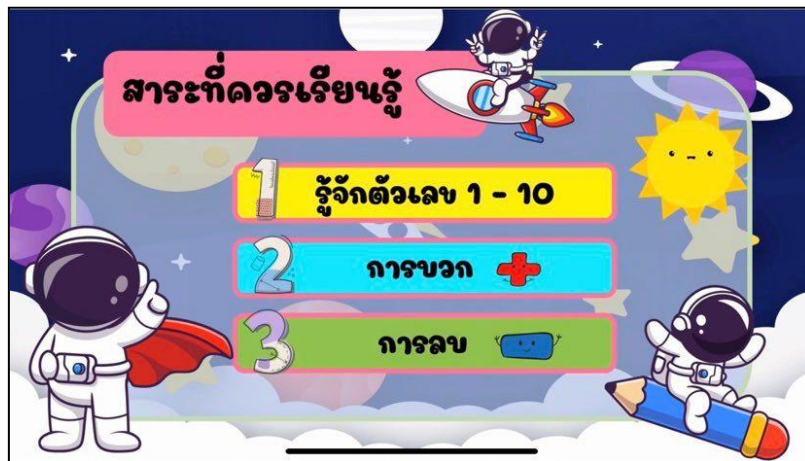 สาระที่ควรเรียนรู้
1 รู้จักตัวเลข 1 - 10
2 การบวก
3 การลบ